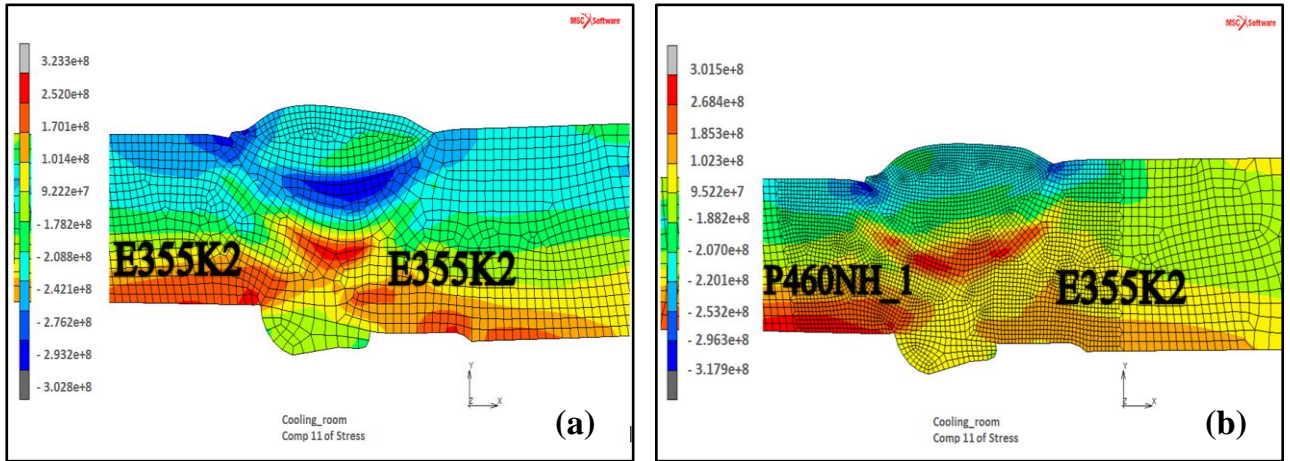 MSC Software
3.233e+8
2.520e+8
1.701e+8
1.014e+8
9.222e+7
- 1.782e+8
- 2.088e+8
- 2.421e+8
- 2.762e+8
- 2.932e+8
- 3.028e+8
E355K2
E355K2
Y
Z X
Cooling_room
Comp 11 of Stress
(a)
MSC Software
3.015e+8
2.684e+8
1.853e+8
1.023e+8
9.522e+7
-1.882e+8
-2.070e+8
-2.201e+8
-2.532e+8
-2.963e+8
-3.179e+8
P460NH_1
E355K2
Y
Z X
Cooling_room
Comp 11 of Stress
(b)